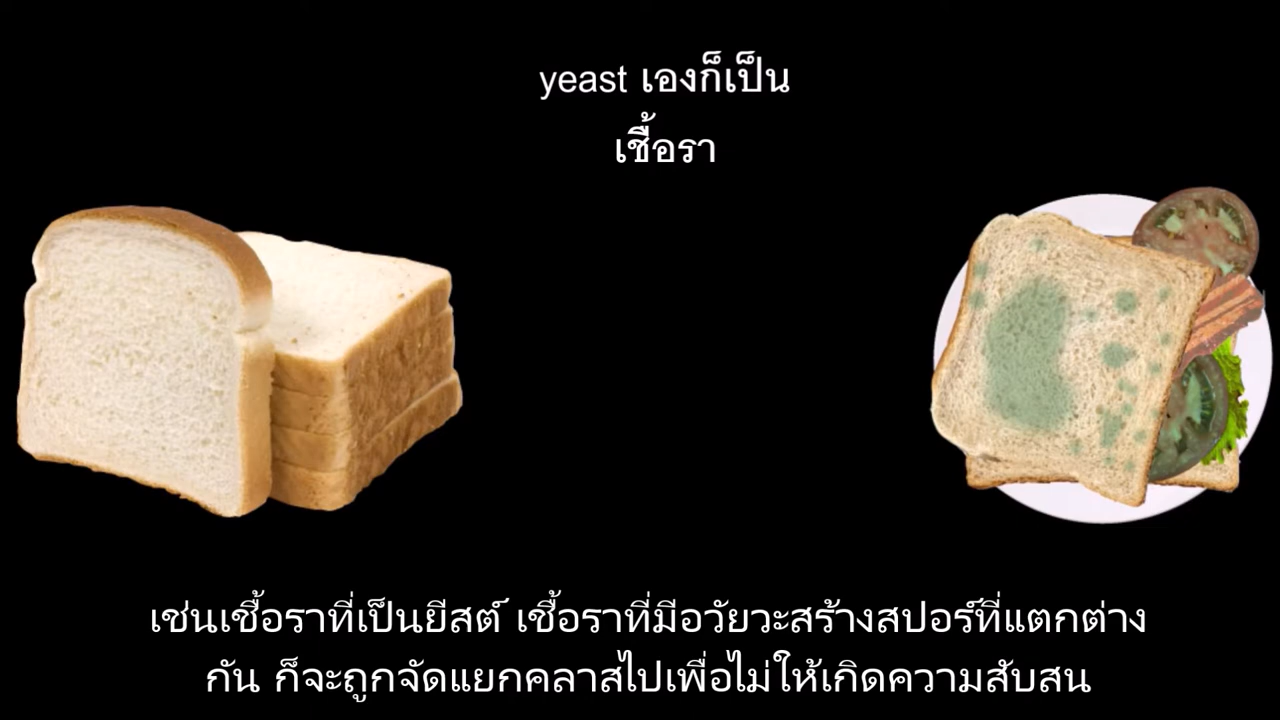 yeast เองก็เป็น
เชื้อรา
เช่นเชื้อราที่เป็นยีสต์ เชื้อราที่มีอวัยวะสร้างสปอร์ที่แตกต่าง
กัน ก็จะถูกจัดแยกคลาสไปเพื่อไม่ให้เกิดความสับสน